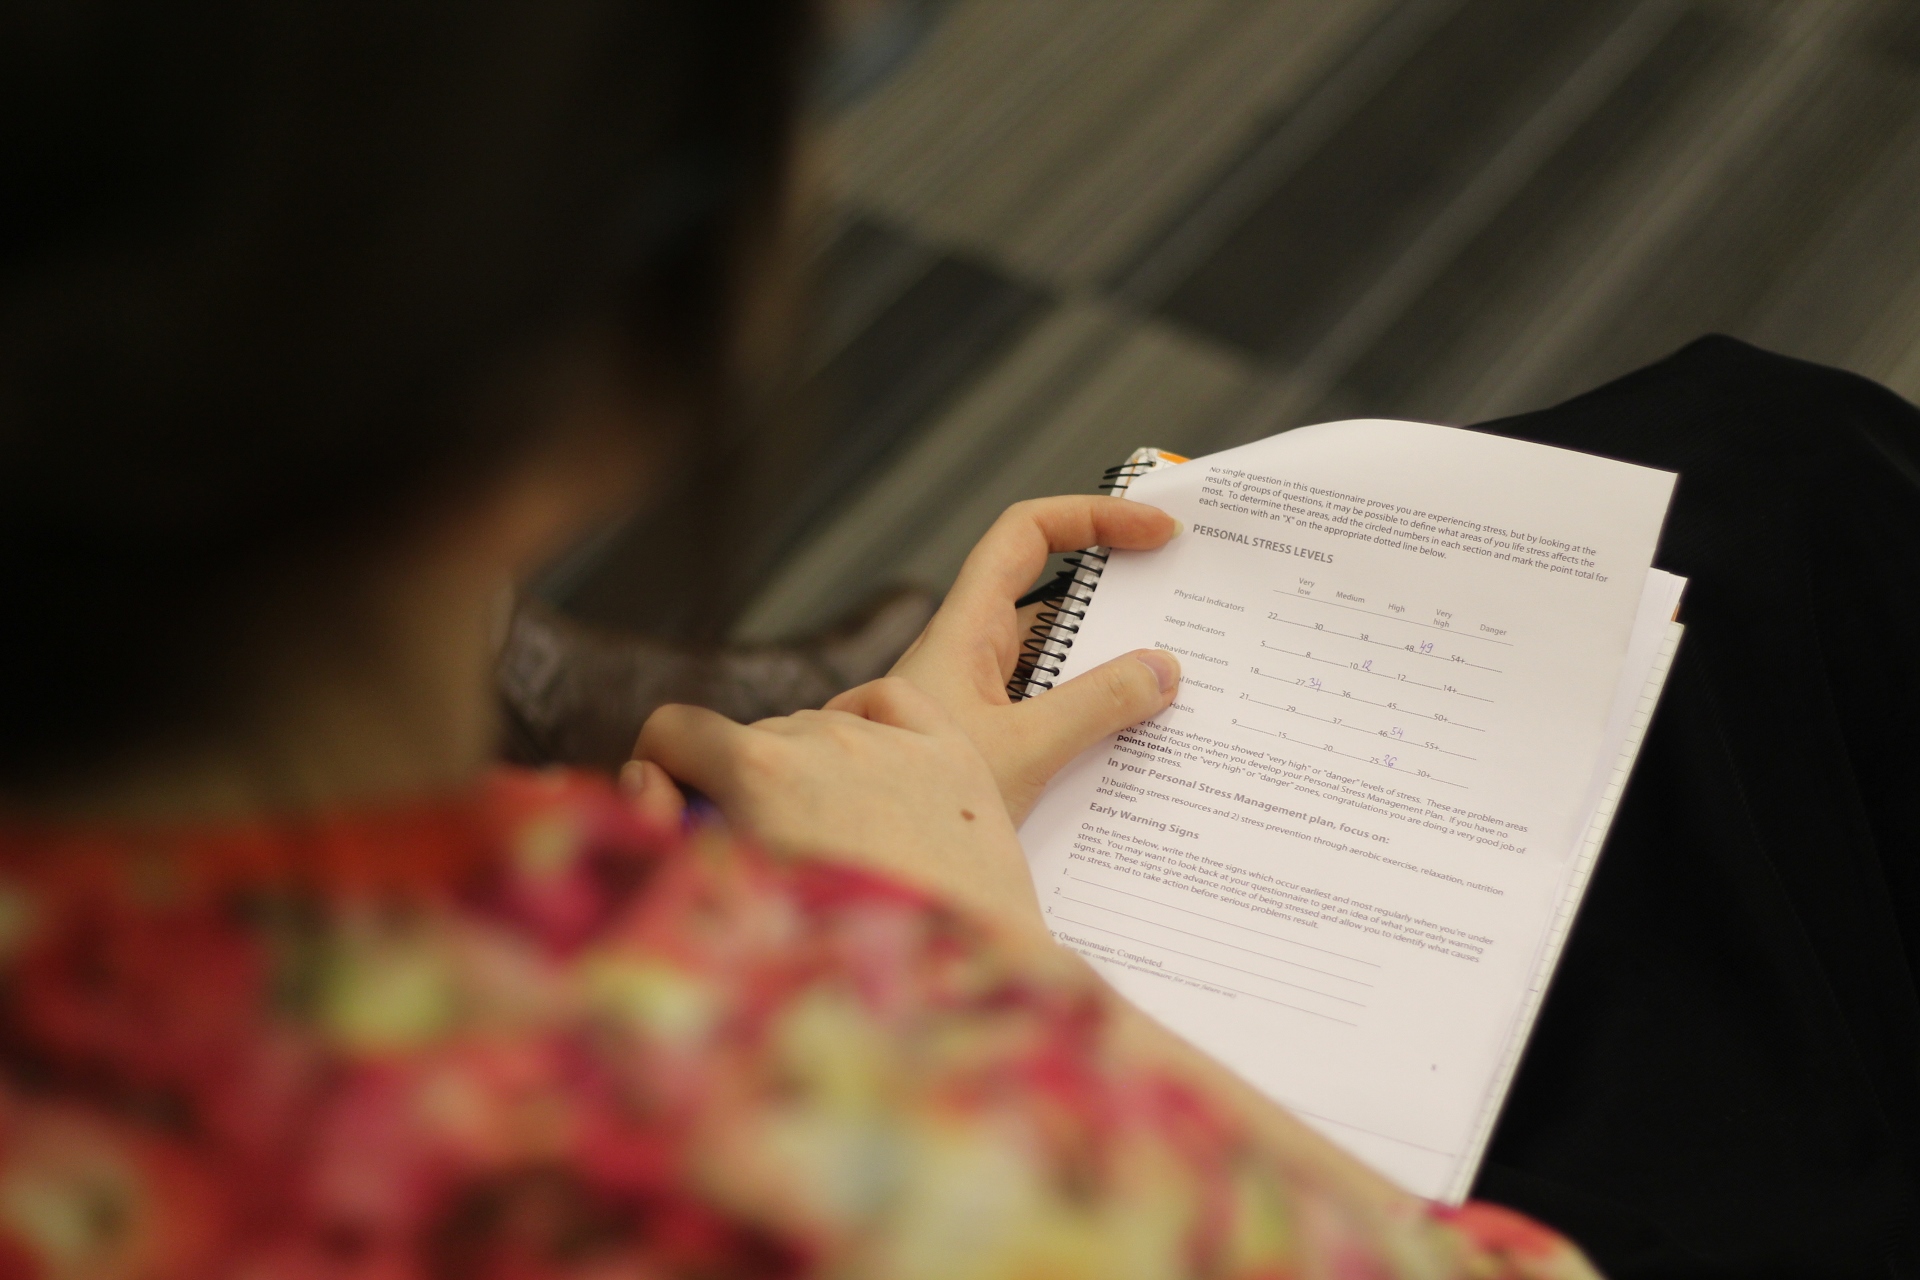 No single question in this questionnaire proves you are experiencing stress, but by looking at the
results of groups of questions, it may be possible to define what areas of you life stress affects the
most. To determine these areas, add the circled numbers in each section and mark the point total for
each section with an "X" on the appropriate dotted line below.
PERSONAL STRESS LEVELS
Very low Medium High Very high Danger
Physical Indicators 22 30 38 48 49 54+
Sleep Indicators 5 8 10 12 12 14+
Behavior Indicators 18 27 34 36 45 50+
Indicators 21 29 37 46 54 55+
Habits 9 15 20 25 26 30+
the areas where you showed "very high" or "danger" levels of stress. These are problem areas
you should focus on when you develop your Personal Stress Management Plan. If you have no
points totals in the "very high" or "danger" zones, congratulations you are doing a very good job of
managing stress.
In your Personal Stress Management plan, focus on:
1) building stress resources and 2) stress prevention through aerobic exercise, relaxation, nutrition
and sleep.
Early Warning Signs
On the lines below, write the three signs which occur earliest and most regularly when you're under
stress. You may want to look back at your questionnaire to get an idea of what your early warning
signs are. These signs give advance notice of being stressed and allow you to identify what causes
you stress, and to take action before serious problems result.
1.
2.
3.
Questionnaire Completed
this completed questionnaire for your future use)